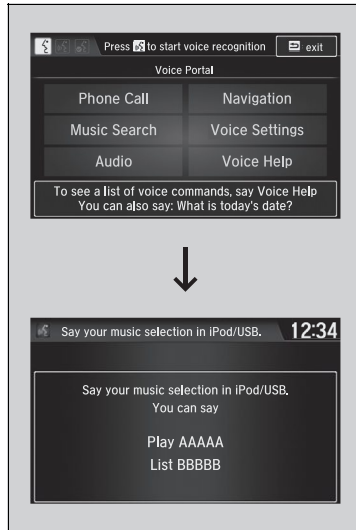 Press to start voice recognition exit
Voice Portal
Phone Call Navigation
Music Search Voice Settings
Audio Voice Help
To see a list of voice commands, say Voice Help
You can also say: What is today's date?
Say your music selection in iPod/USB. 12:34
Say your music selection in iPod/USB.
You can say
Play AAAAA
List BBBBB